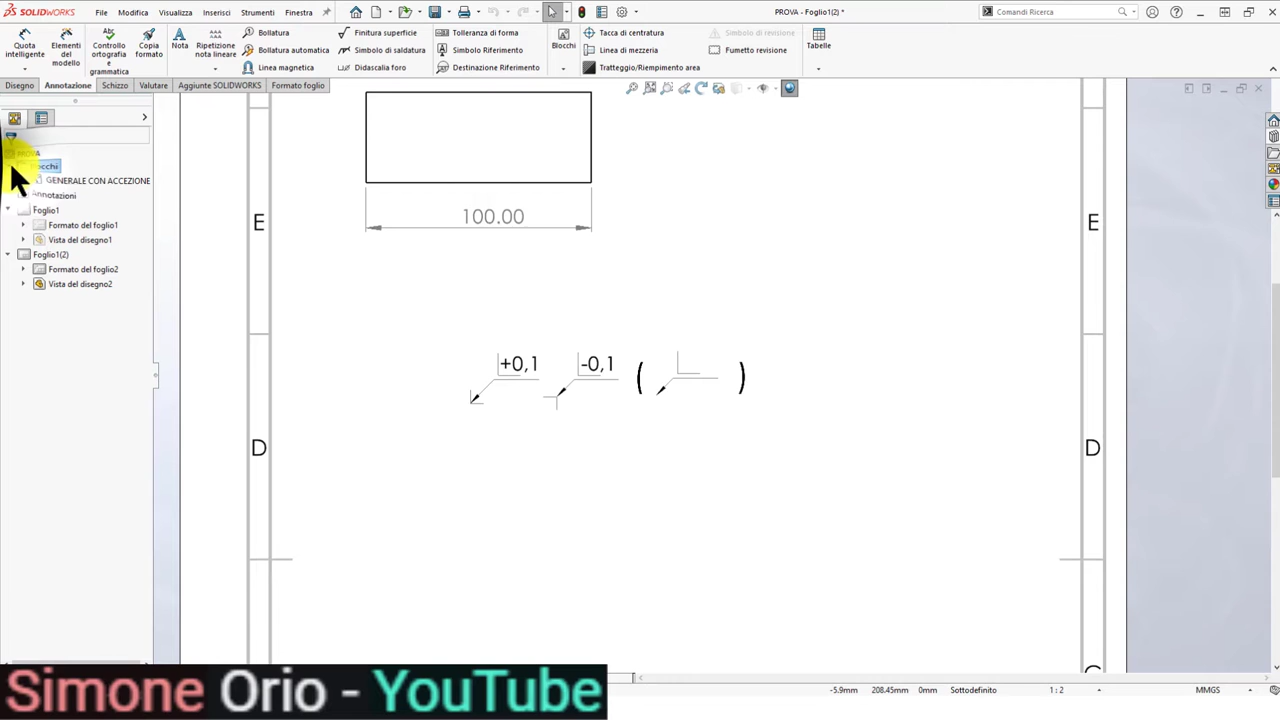 SOLIDWORKS
File
Modifica
Visualizza
Inserisci
Strumenti
Finestra
PROVA - Foglio1(2) *
Comandi Ricerca
Quota intelligente
Elementi del modello
Controllo ortografia e grammatica
Copia formato
Nota
Ripetizione nota lineare
Bollatura
Bollatura automatica
Linea magnetica
Finitura superficie
Simbolo di saldatura
Didascalia foro
Tolleranza di forma
Simbolo Riferimento
Destinazione Riferimento
Blocchi
Tacca di centratura
Linea di mezzeria
Tratteggio/Riempimento area
Simbolo di revisione
Fumetto revisione
Tabelle
Disegno
Annotazione
Schizzo
Valutare
Aggiunte SOLIDWORKS
Formato foglio
PROVA
GENERALE CON ACCEZIONE
Annotazioni
Foglio1
Formato del foglio1
Vista del disegno1
Foglio1(2)
Formato del foglio2
Vista del disegno2
100.00
E
E
+0,1
-0,1
( )
D
D
Simone Orio - YouTube
-5.9mm
208.45mm
0mm
Sottodefinito
1 : 2
MMGS